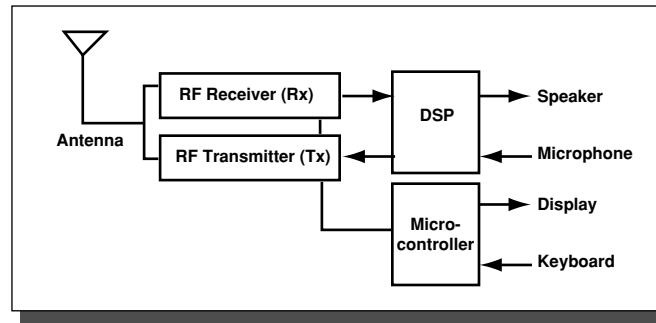 RF Receiver (Rx)
DSP
Speaker
Antenna
RF Transmitter (Tx)
Microphone
Micro-
controller
Display
Keyboard